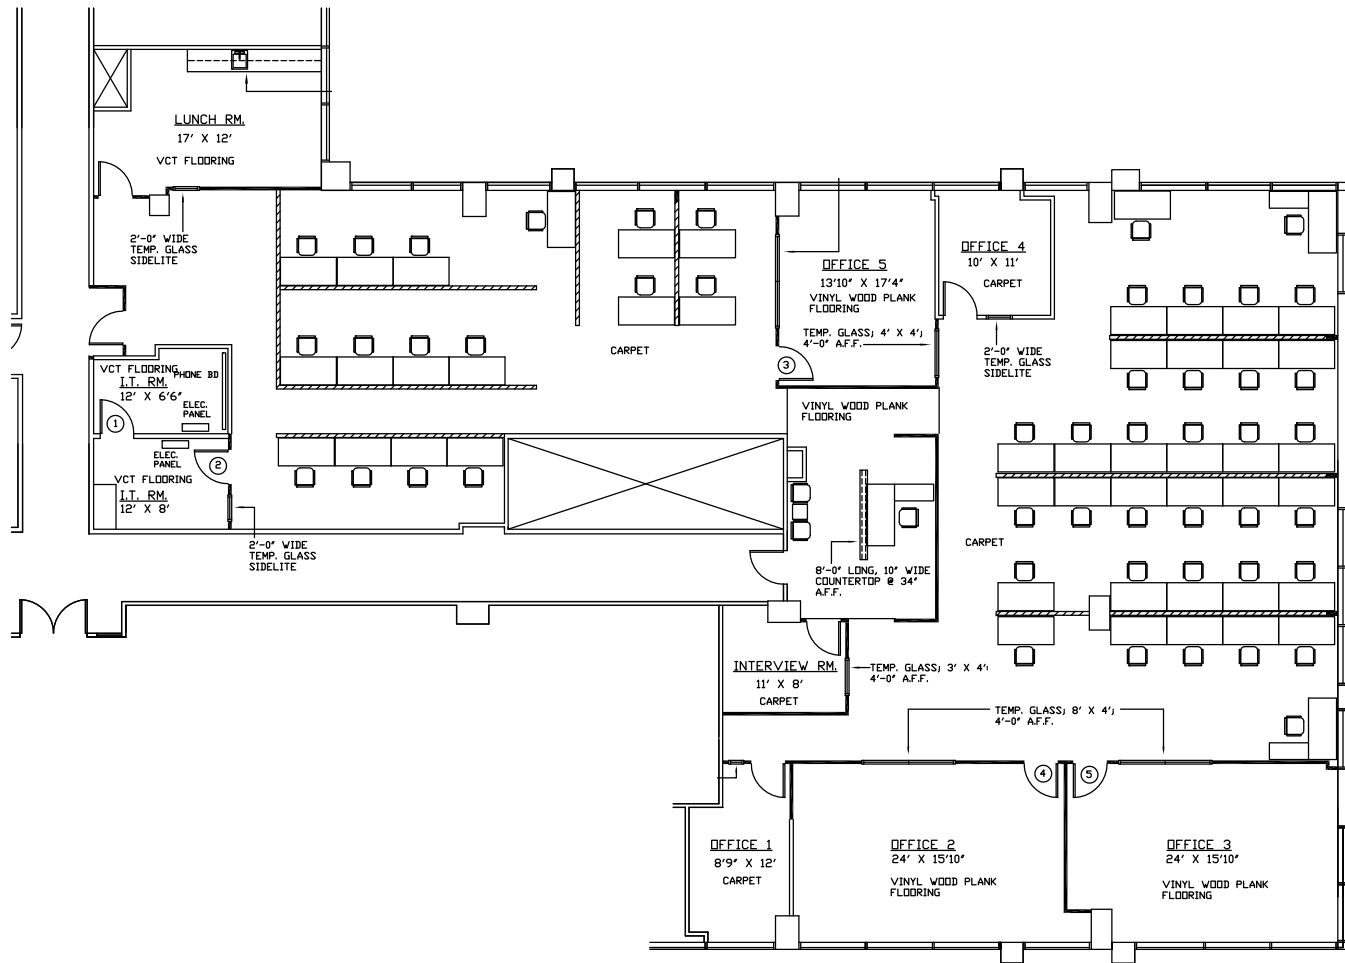 LUNCH RM.
17' X 12'
VCT FLOORING
2'-0" WIDE
TEMP. GLASS
SIDELITE
OFFICE 5
13'10" X 17'4"
VINYL WOOD PLANK
FLOORING
TEMP. GLASS; 4' X 4';
4'-0" A.F.F.
OFFICE 4
10' X 11'
CARPET
2'-0" WIDE
TEMP. GLASS
SIDELITE
CARPET
3
VCT FLOORING
PHONE BD
I.T. RM.
12' X 6'6"
ELEC.
PANEL
1
ELEC.
PANEL
2
VCT FLOORING
I.T. RM.
12' X 8'
2'-0" WIDE
TEMP. GLASS
SIDELITE
VINYL WOOD PLANK
FLOORING
8'-0" LONG, 10" WIDE
COUNTERTOP @ 34"
A.F.F.
CARPET
INTERVIEW RM.
11' X 8'
CARPET
TEMP. GLASS; 3' X 4';
4'-0" A.F.F.
TEMP. GLASS; 8' X 4';
4'-0" A.F.F.
4
5
OFFICE 1
8'9" X 12'
CARPET
OFFICE 2
24' X 15'10"
VINYL WOOD PLANK
FLOORING
OFFICE 3
24' X 15'10"
VINYL WOOD PLANK
FLOORING